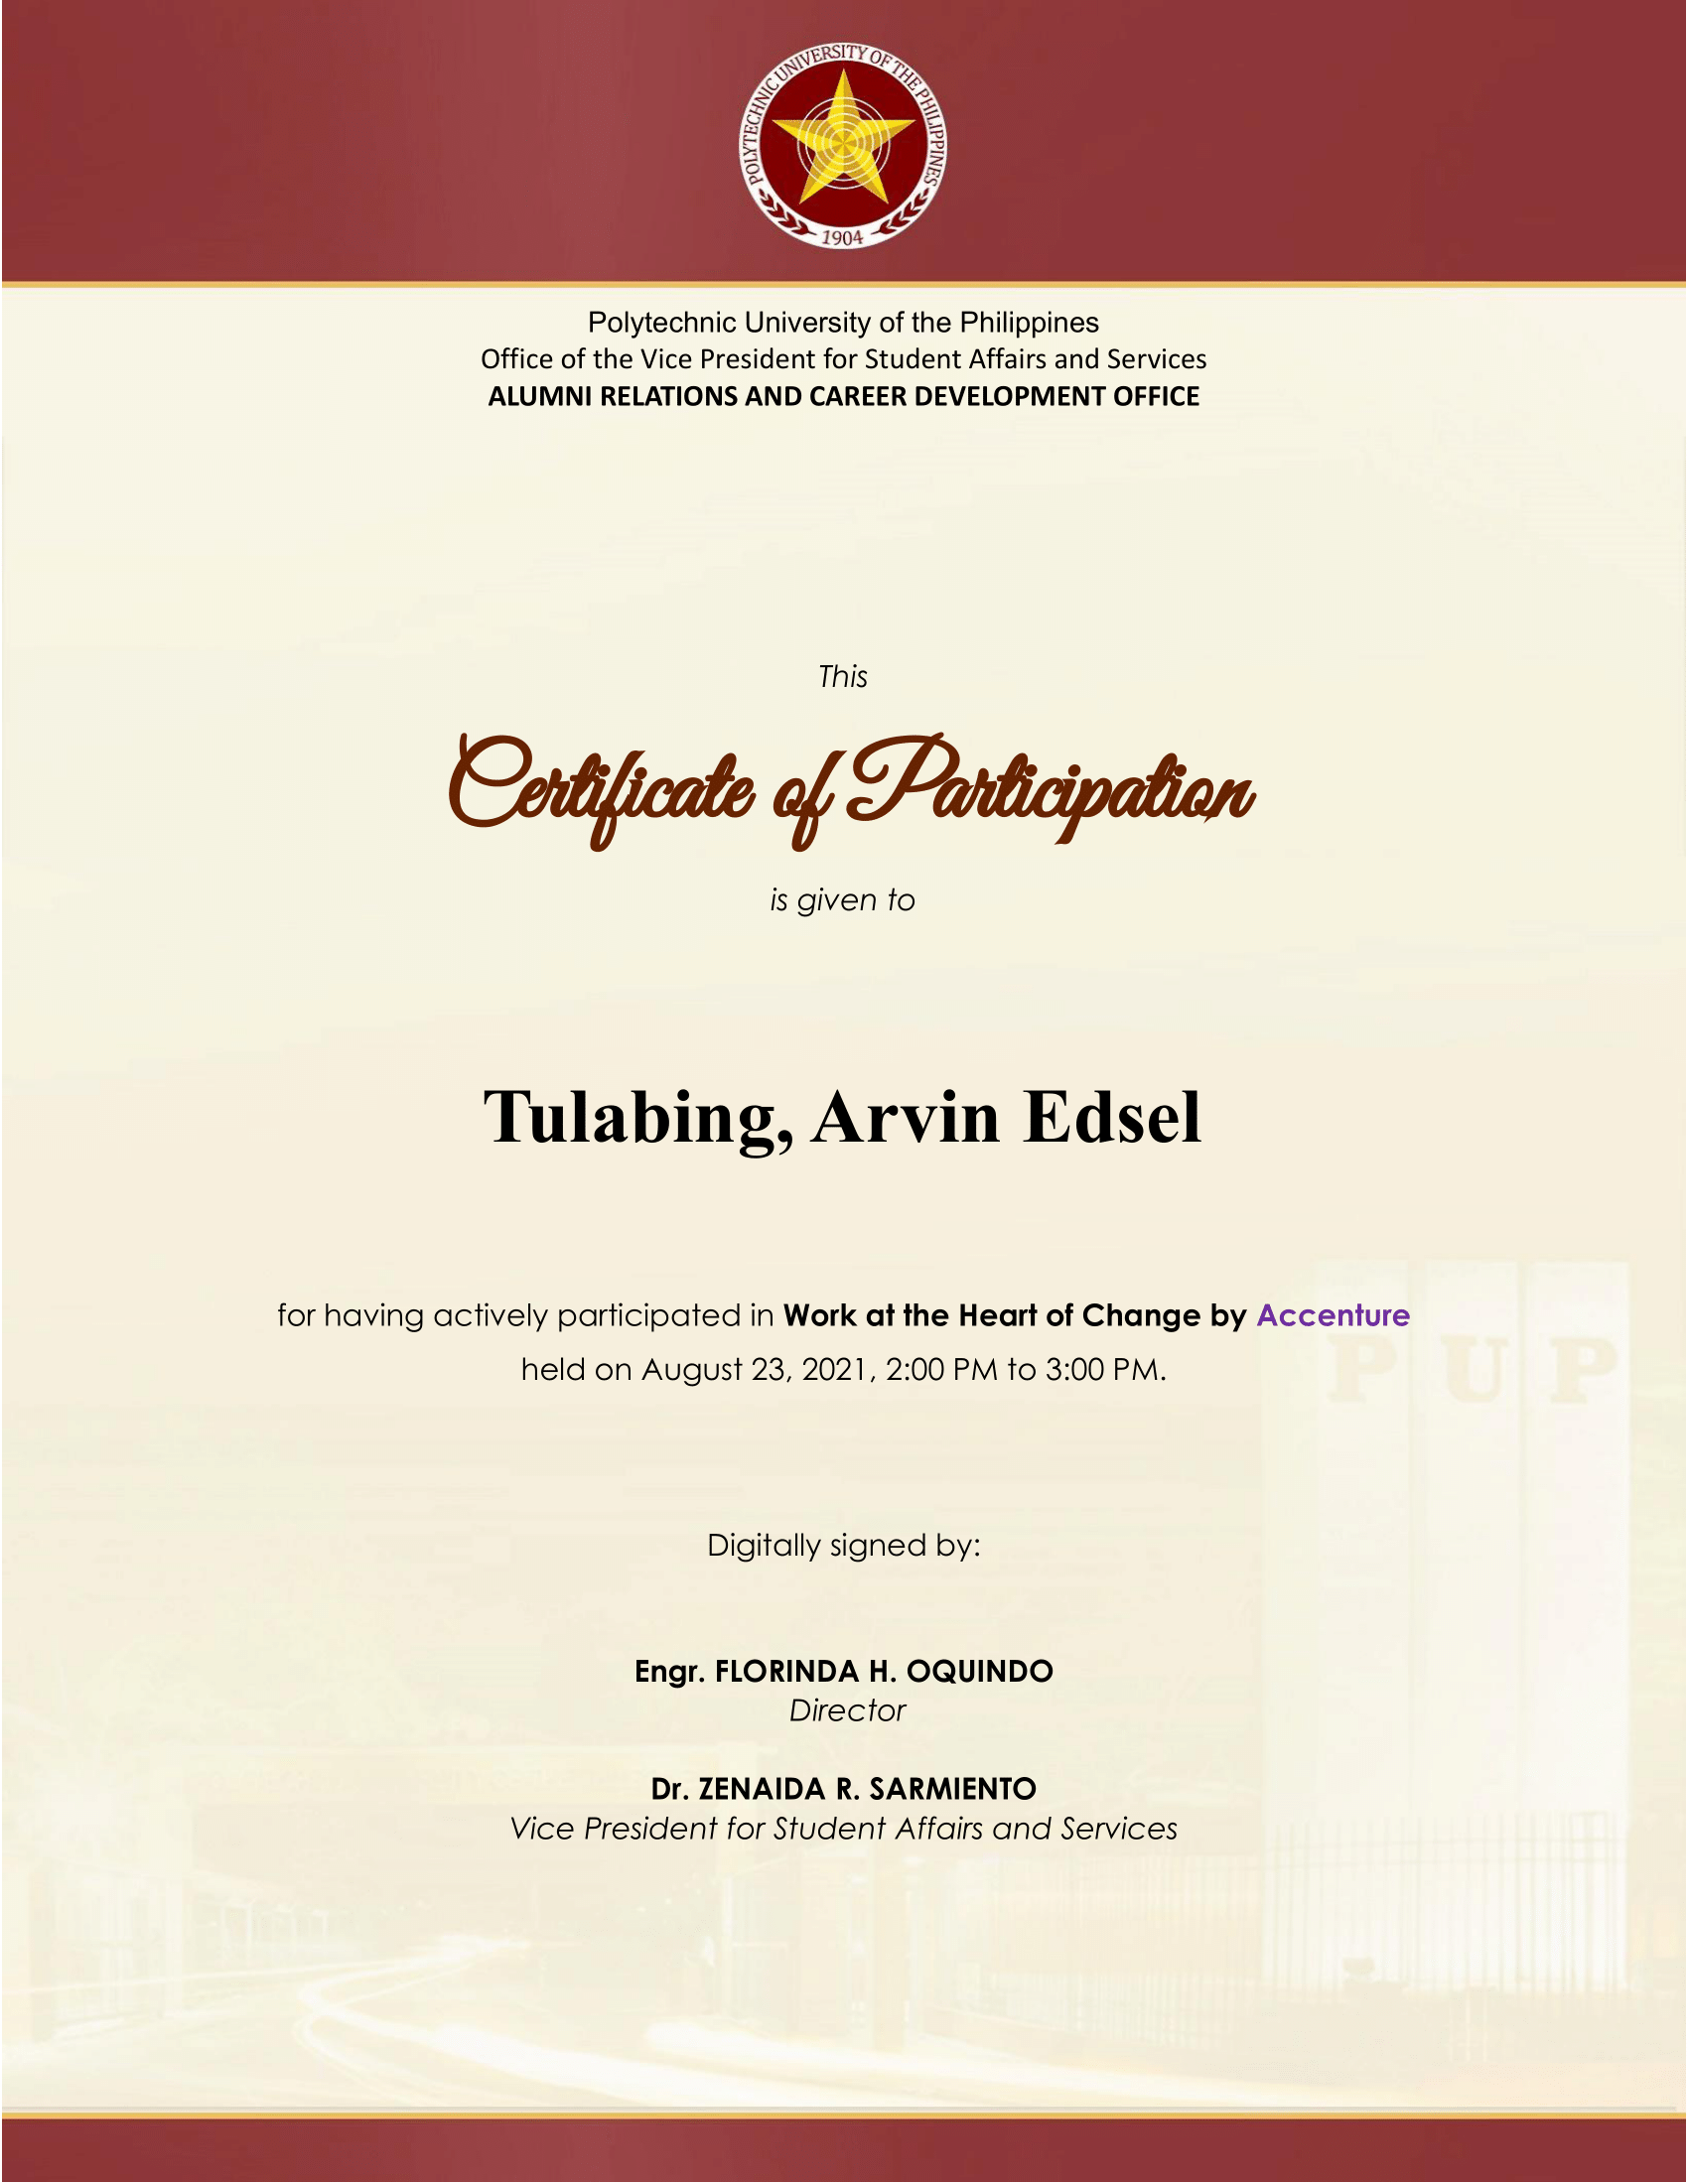 POLYTECHNIC UNIVERSITY OF THE PHILIPPINES
1904
Polytechnic University of the Philippines
Office of the Vice President for Student Affairs and Services
ALUMNI RELATIONS AND CAREER DEVELOPMENT OFFICE
This
Certificate of Participation
is given to
Tulabing, Arvin Edsel
for having actively participated in Work at the Heart of Change by Accenture
held on August 23, 2021, 2:00 PM to 3:00 PM.
P U P
Digitally signed by:
Engr. FLORINDA H. OQUINDO
Director
Dr. ZENAIDA R. SARMIENTO
Vice President for Student Affairs and Services